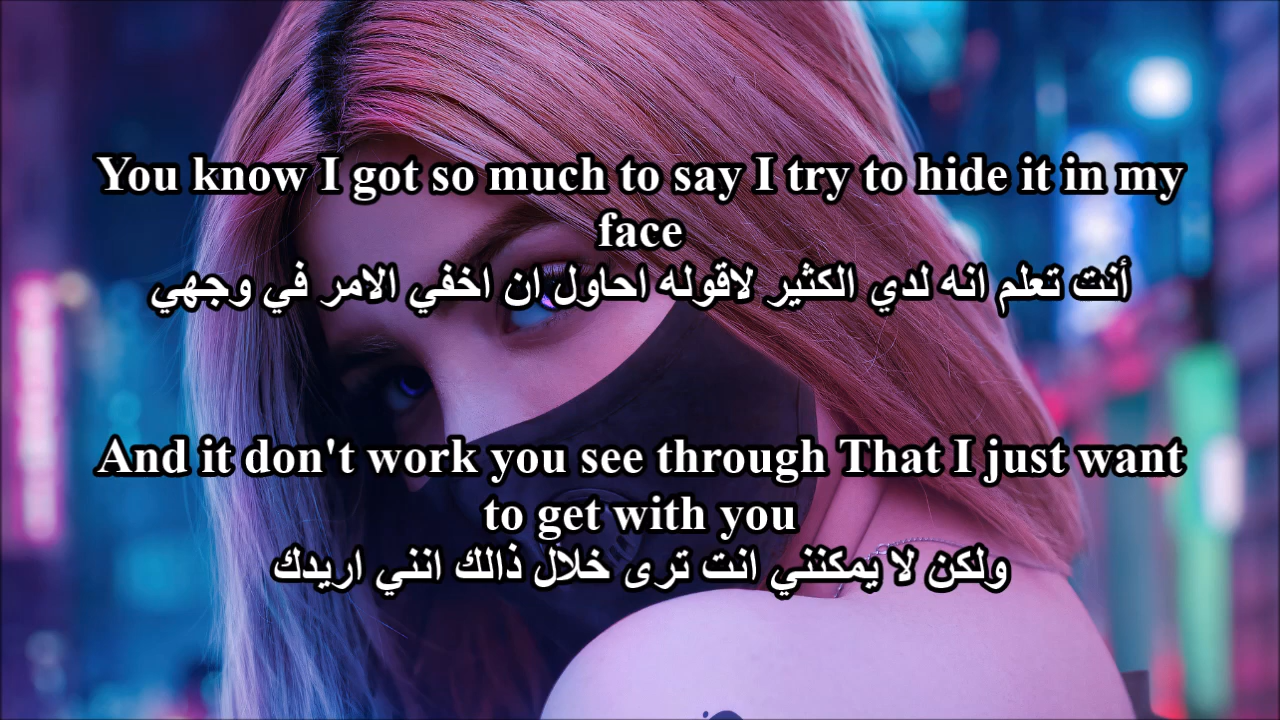 You know I got so much to say I try to hide it in my
face
أنت تعلم انه لدي الكثير لاقوله احاول ان اخفي الامر في وجهي
And it don't work you see through That I just want
to get with you
ولكن لا يمكنني انت ترى خلال ذالك انني اريدك